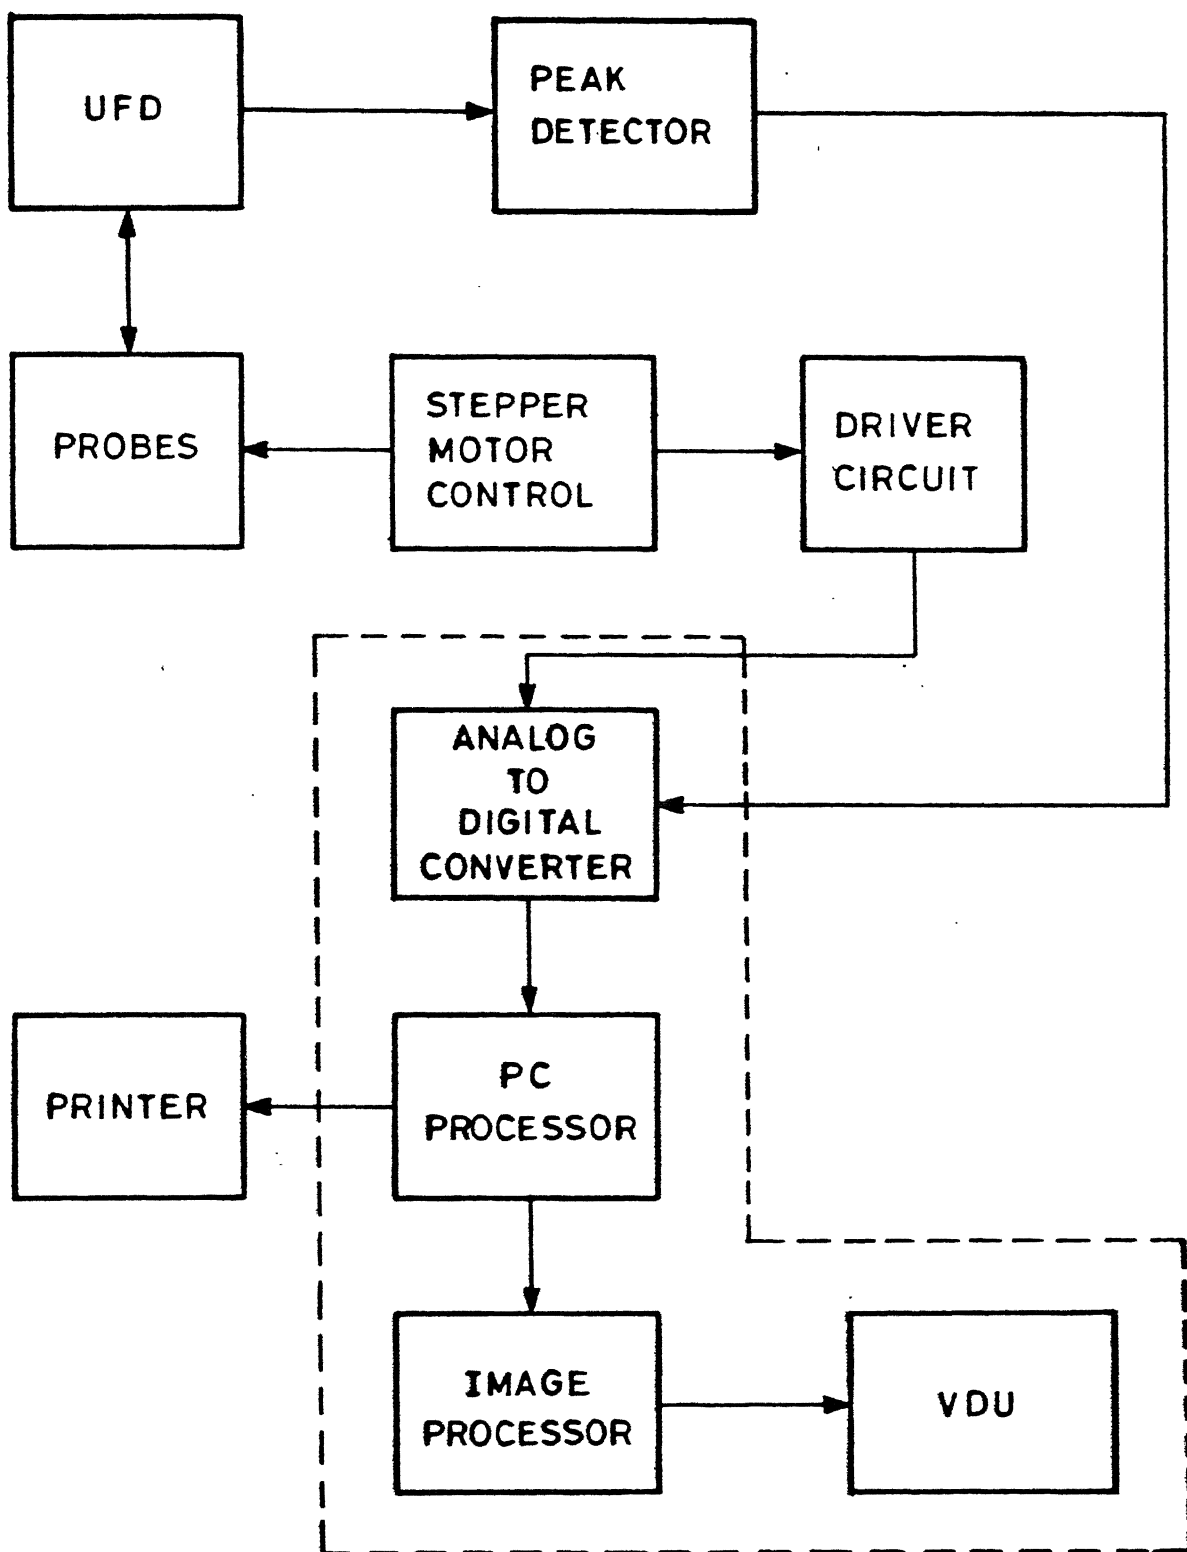 UFD
PEAK
DETECTOR
PROBES
STEPPER
MOTOR
CONTROL
DRIVER
CIRCUIT
ANALOG
TO
DIGITAL
CONVERTER
PRINTER
PC
PROCESSOR
IMAGE
PROCESSOR
VDU